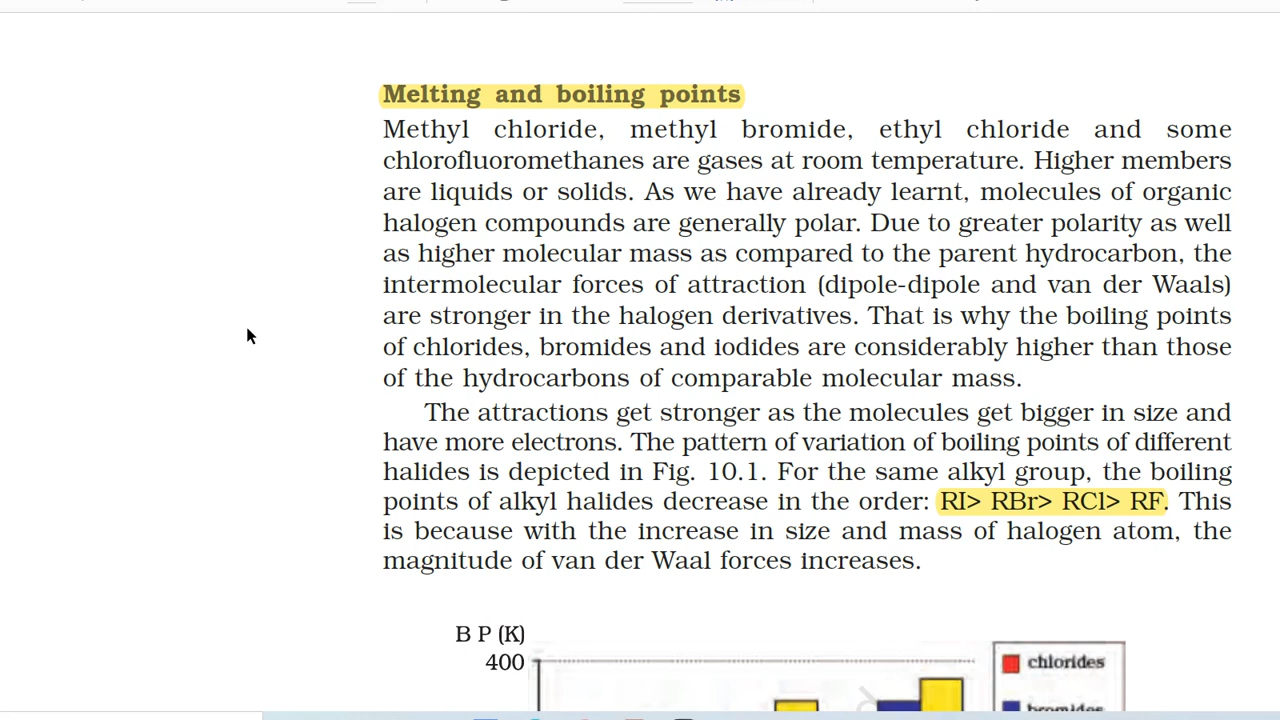 Melting and boiling points
Methyl chloride, methyl bromide, ethyl chloride and some
chlorofluoromethanes are gases at room temperature. Higher members
are liquids or solids. As we have already learnt, molecules of organic
halogen compounds are generally polar. Due to greater polarity as well
as higher molecular mass as compared to the parent hydrocarbon, the
intermolecular forces of attraction (dipole-dipole and van der Waals)
are stronger in the halogen derivatives. That is why the boiling points
of chlorides, bromides and iodides are considerably higher than those
of the hydrocarbons of comparable molecular mass.
The attractions get stronger as the molecules get bigger in size and
have more electrons. The pattern of variation of boiling points of different
halides is depicted in Fig. 10.1. For the same alkyl group, the boiling
points of alkyl halides decrease in the order: RI> RBr> RCl> RF. This
is because with the increase in size and mass of halogen atom, the
magnitude of van der Waal forces increases.
B P (K)
400
chlorides
bromides